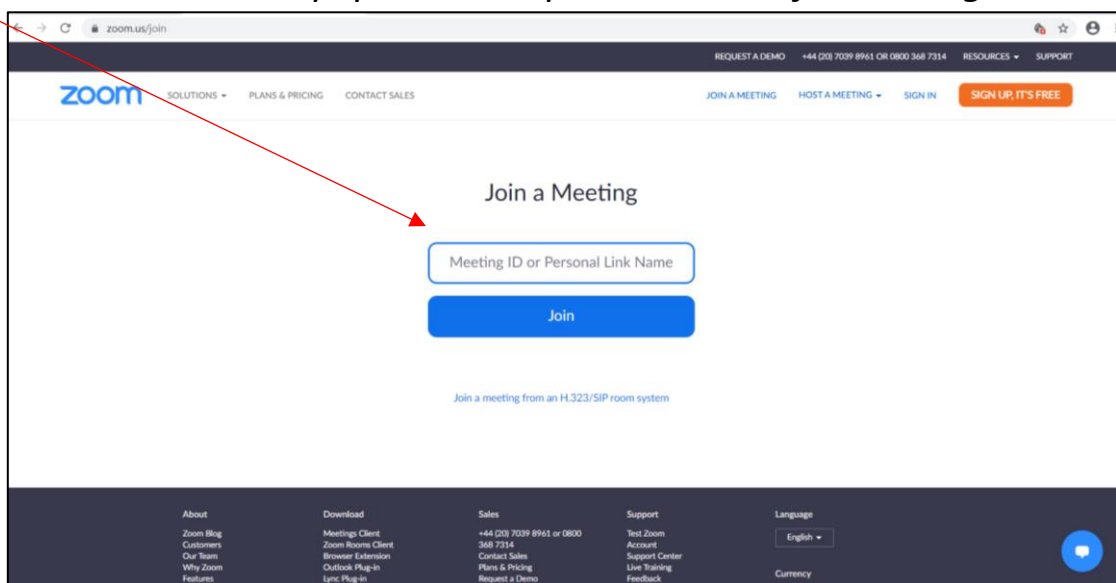 zoom.us/join
REQUEST A DEMO +44 (20) 7039 8961 OR 0800 368 7314 RESOURCES SUPPORT
zoom SOLUTIONS PLANS & PRICING CONTACT SALES JOIN A MEETING HOST A MEETING SIGN IN SIGN UP, IT'S FREE
Join a Meeting
Meeting ID or Personal Link Name
Join
Join a meeting from an H.323/SIP room system
About Download Sales Support Language
Zoom Blog Meetings Client +44 (20) 7039 8961 or 0800 Test Zoom English
Customers Zoom Rooms Client 368 7314 Account
Our Team Browser Extension Contact Sales Support Center
Why Zoom Outlook Plug-in Plans & Pricing Live Training Currency
Features Lync Plug-in Request a Demo Feedback